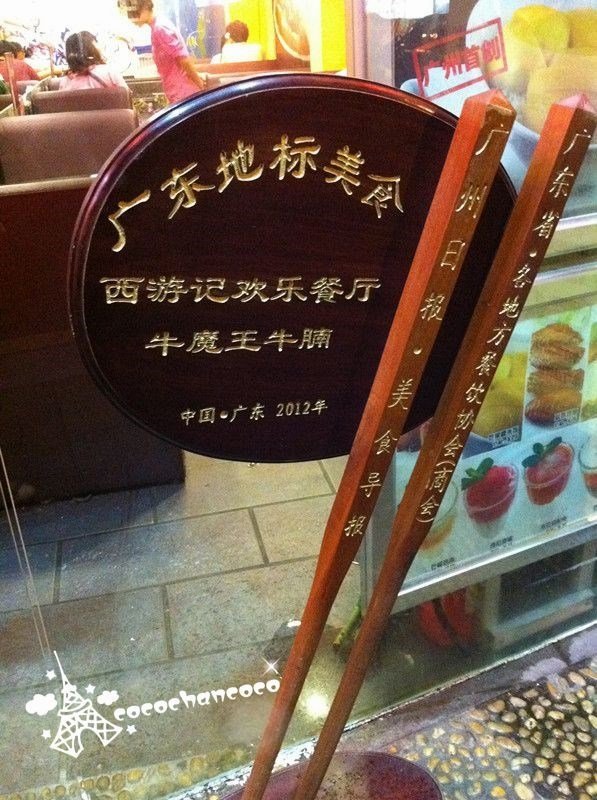 广东地标美食
西游记欢乐餐厅
牛魔王牛腩
中国•广东 2012年
广州日报·美食导报
广东省·各地方餐饮协会(商会)
广州首创
cocochancoco